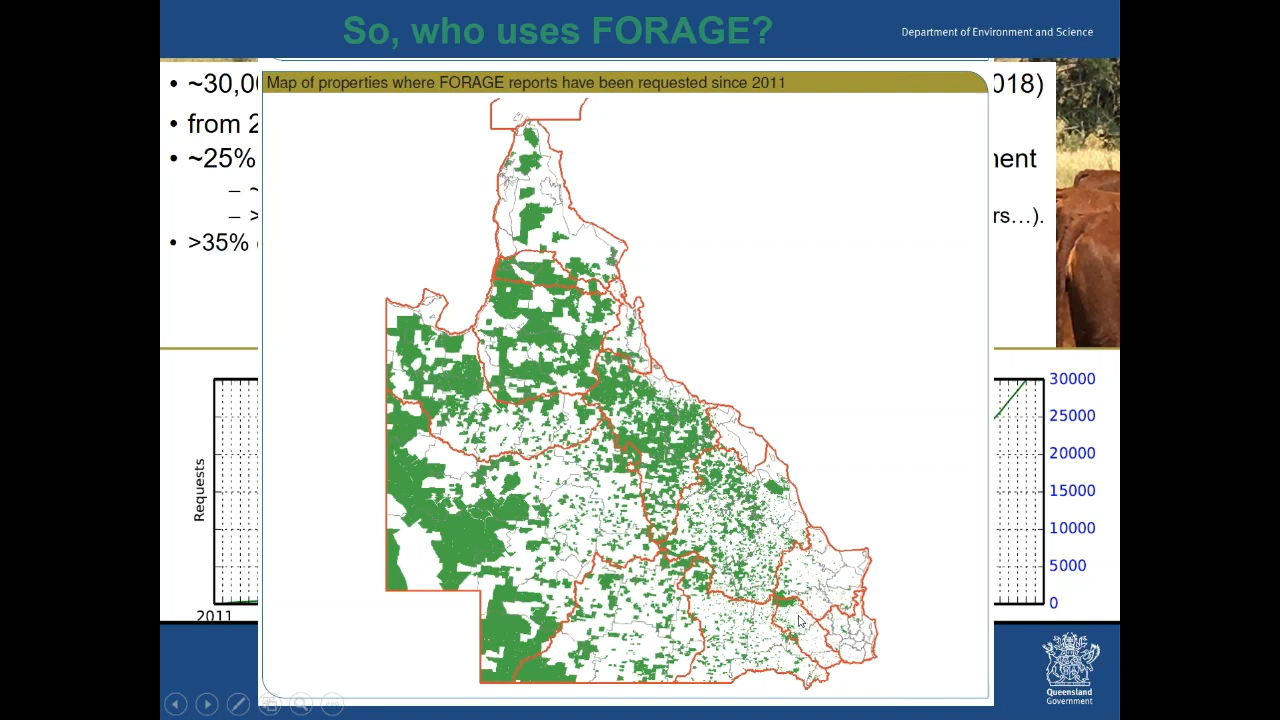 So, who uses FORAGE?
Department of Environment and Science
Map of properties where FORAGE reports have been requested since 2011
• ~30,0
018)
• from 2
• ~25%
nent
– ~
– >
rs…).
• >35%
Requests
2011
30000
25000
20000
15000
10000
5000
0
Queensland
Government